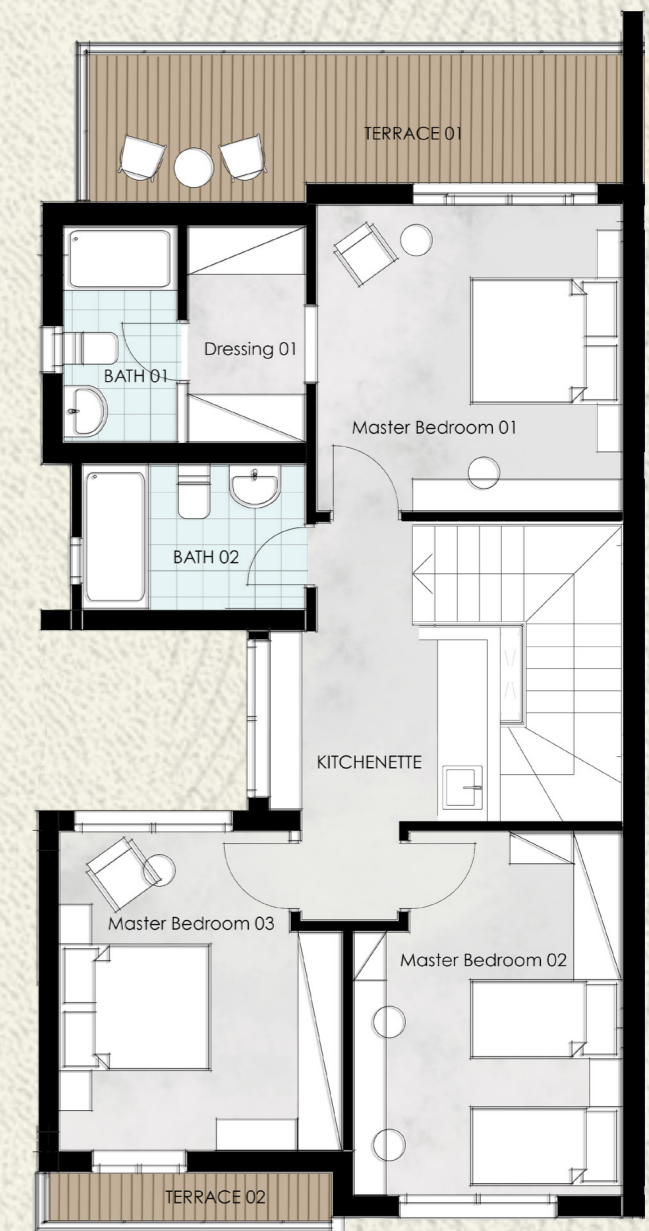 TERRACE 01
Dressing 01
BATH 01
Master Bedroom 01
BATH 02
KITCHENETTE
Master Bedroom 03
Master Bedroom 02
TERRACE 02